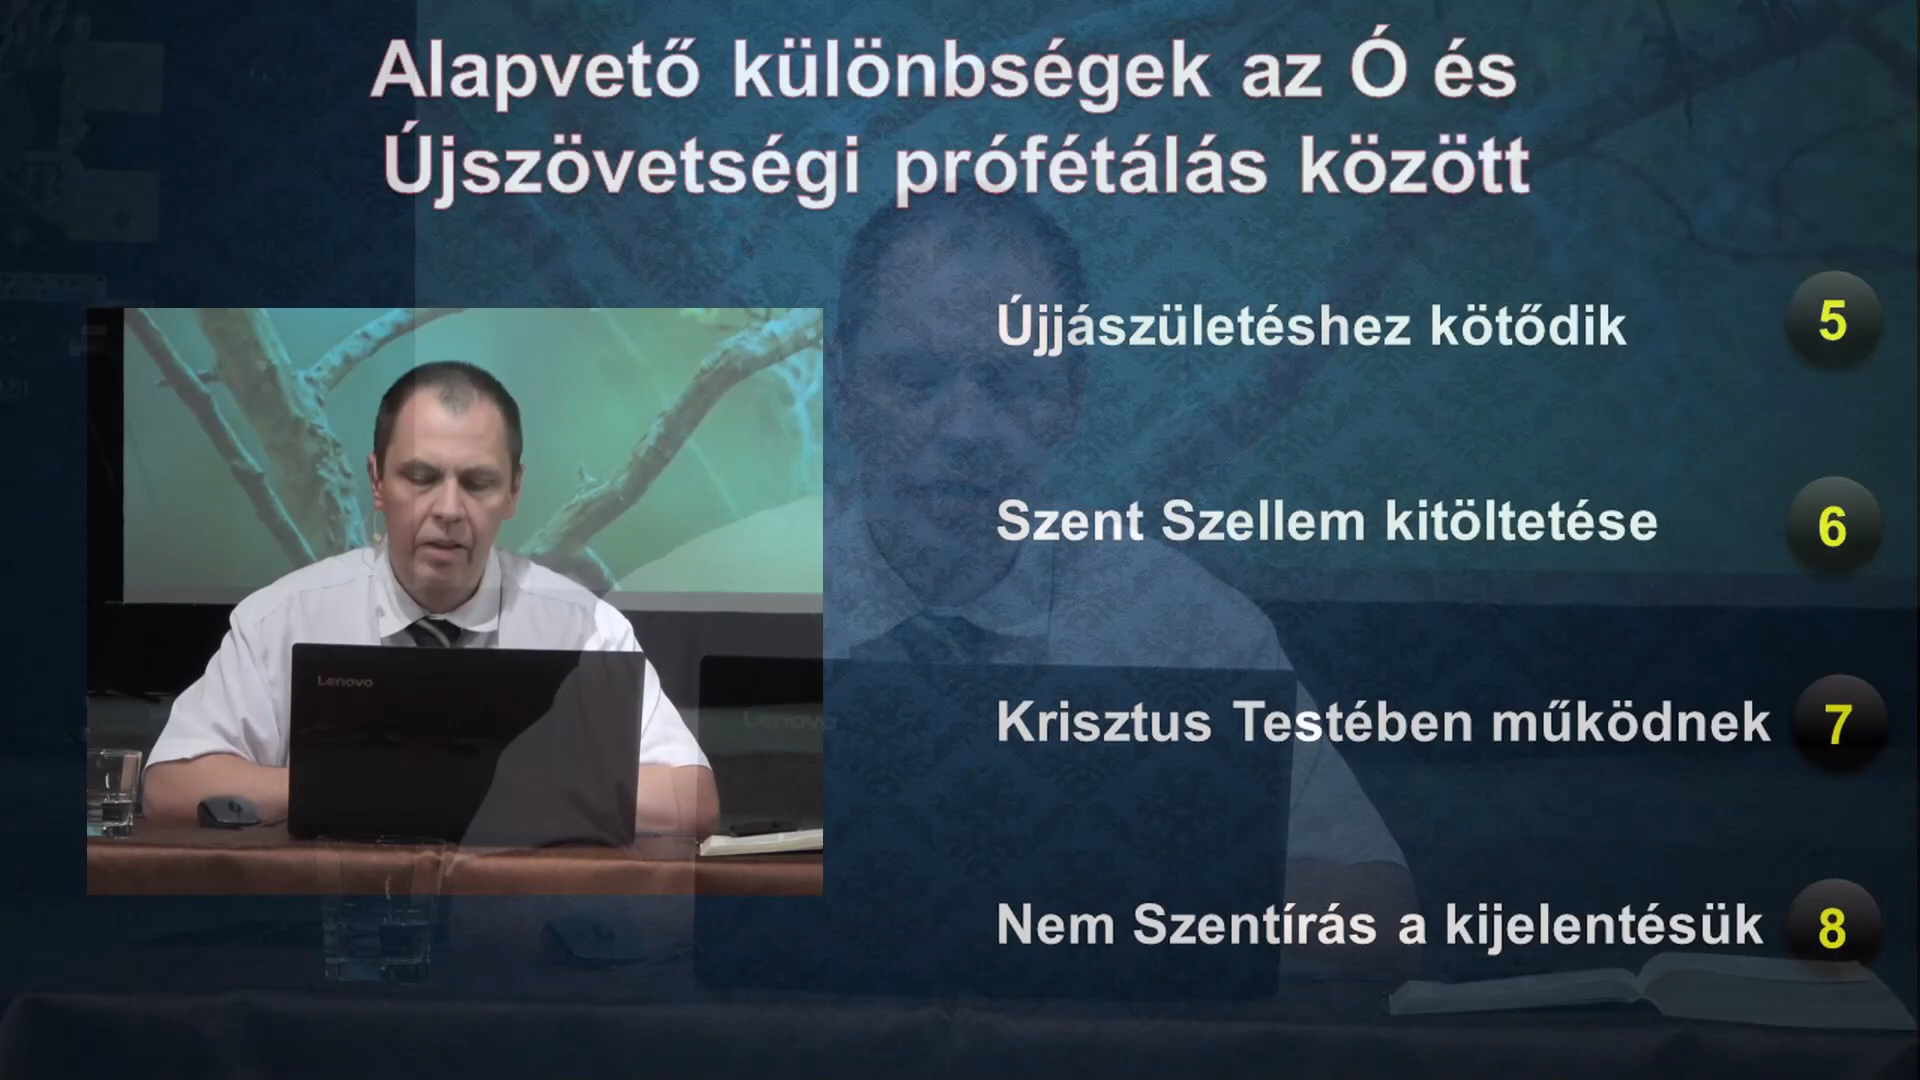 Alapvető különbségek az Ó és
Újszövetségi prófétálás között
Újjászületéshez kötődik 5
Szent Szellem kitöltetése 6
Krisztus Testében működnek 7
Nem Szentírás a kijelentésük 8
Lenovo
Lenovo